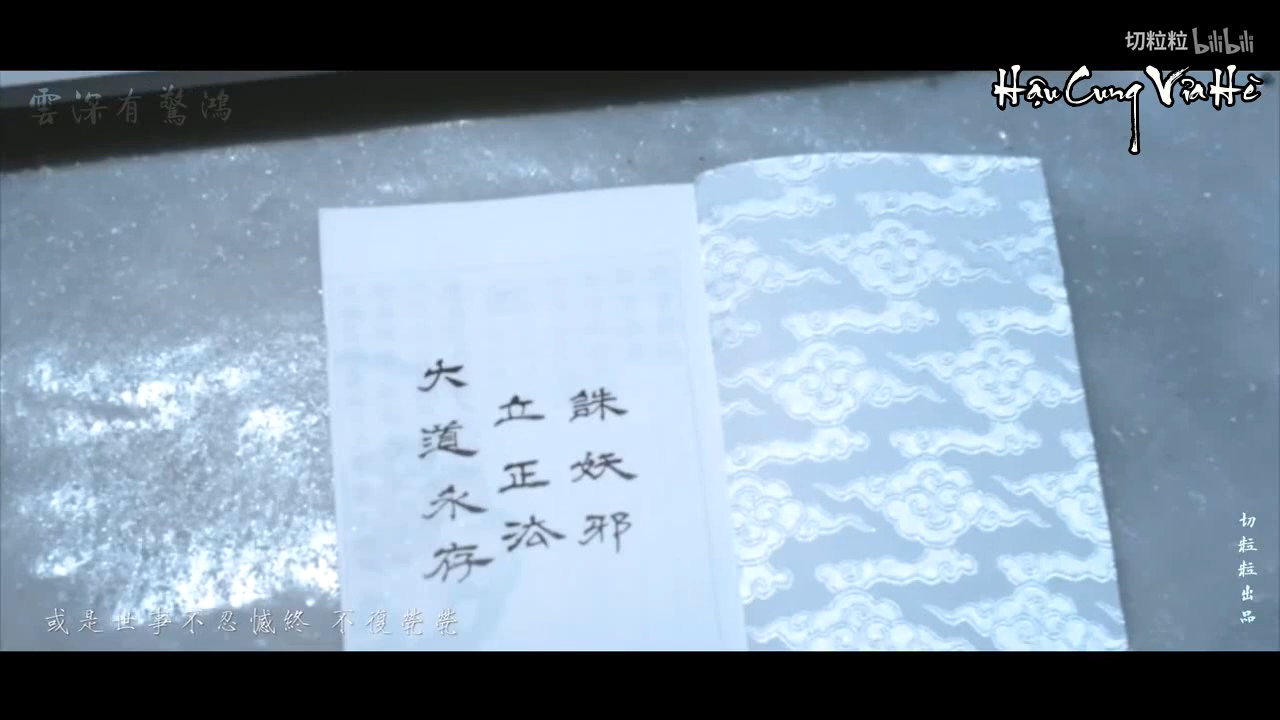 切粒粒 bilibili
Hậu Cung Vỉa Hè
雲深有驚鴻
誅妖邪
立正法
大道永存
切粒粒出品
或是世事不忍憾終 不復煢煢